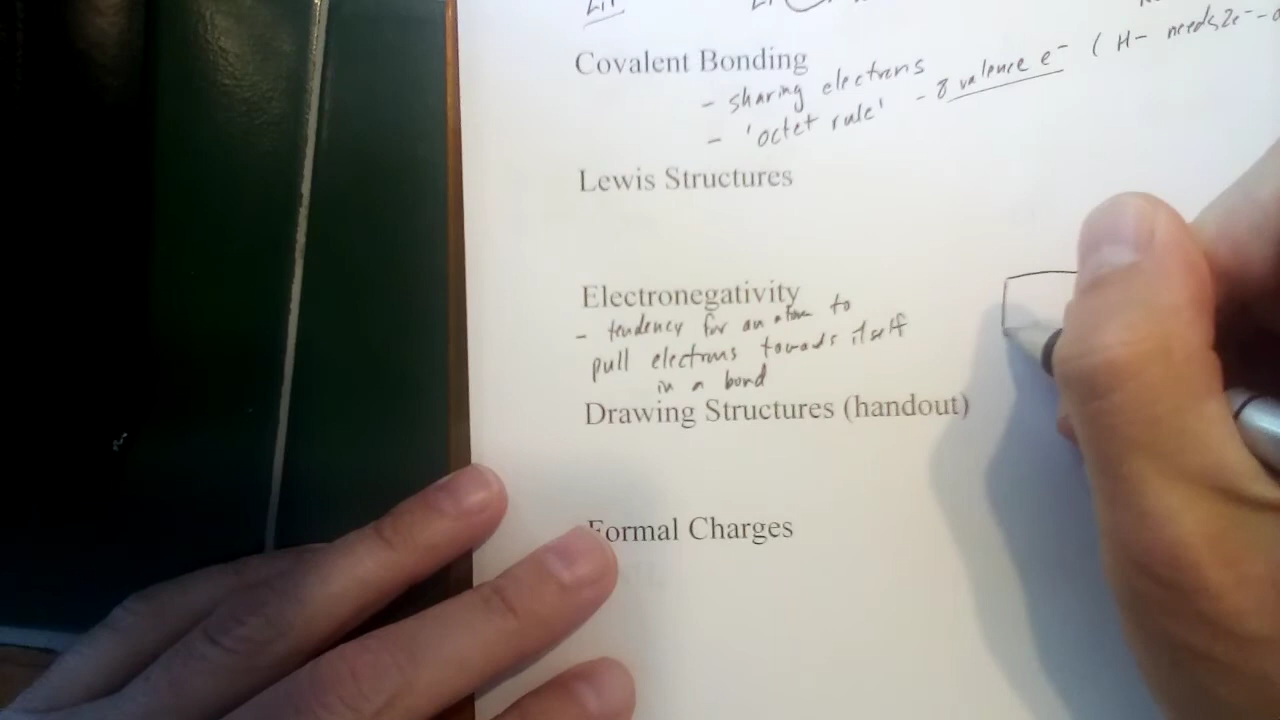 Covalent Bonding
- sharing electrons
- 'octet rule' - 8 valence e⁻ ( H- needs 2e⁻ -
Lewis Structures
Electronegativity
- tendency for an atom to
pull electrons towards itself
in a bond
Drawing Structures (handout)
Formal Charges